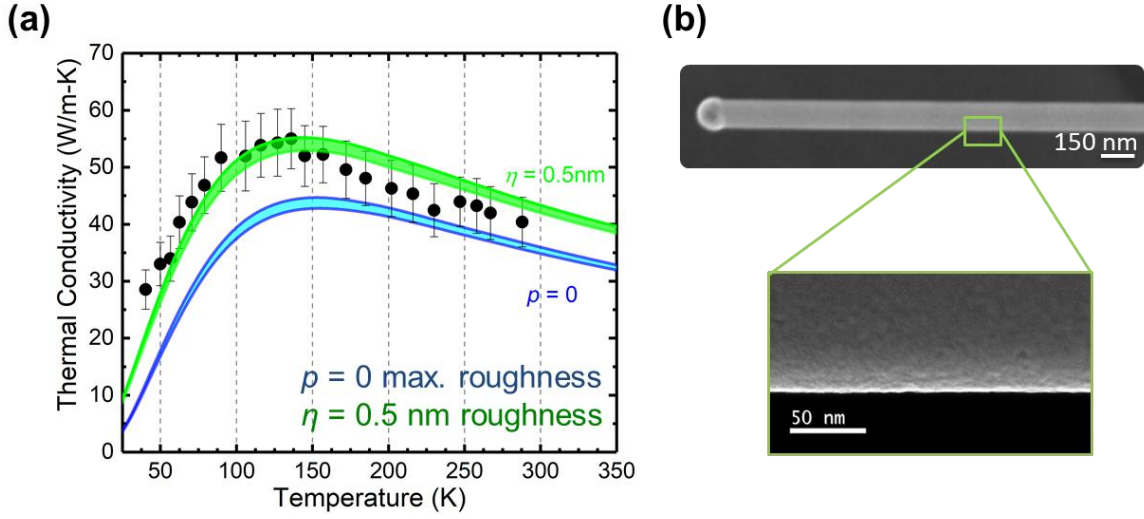 (a)
(b)
70
60
50
40
30
20
10
0
Thermal Conductivity (W/m-K)
η = 0.5nm
p = 0
p = 0 max. roughness
η = 0.5 nm roughness
50 100 150 200 250 300 350
Temperature (K)
150 nm
50 nm